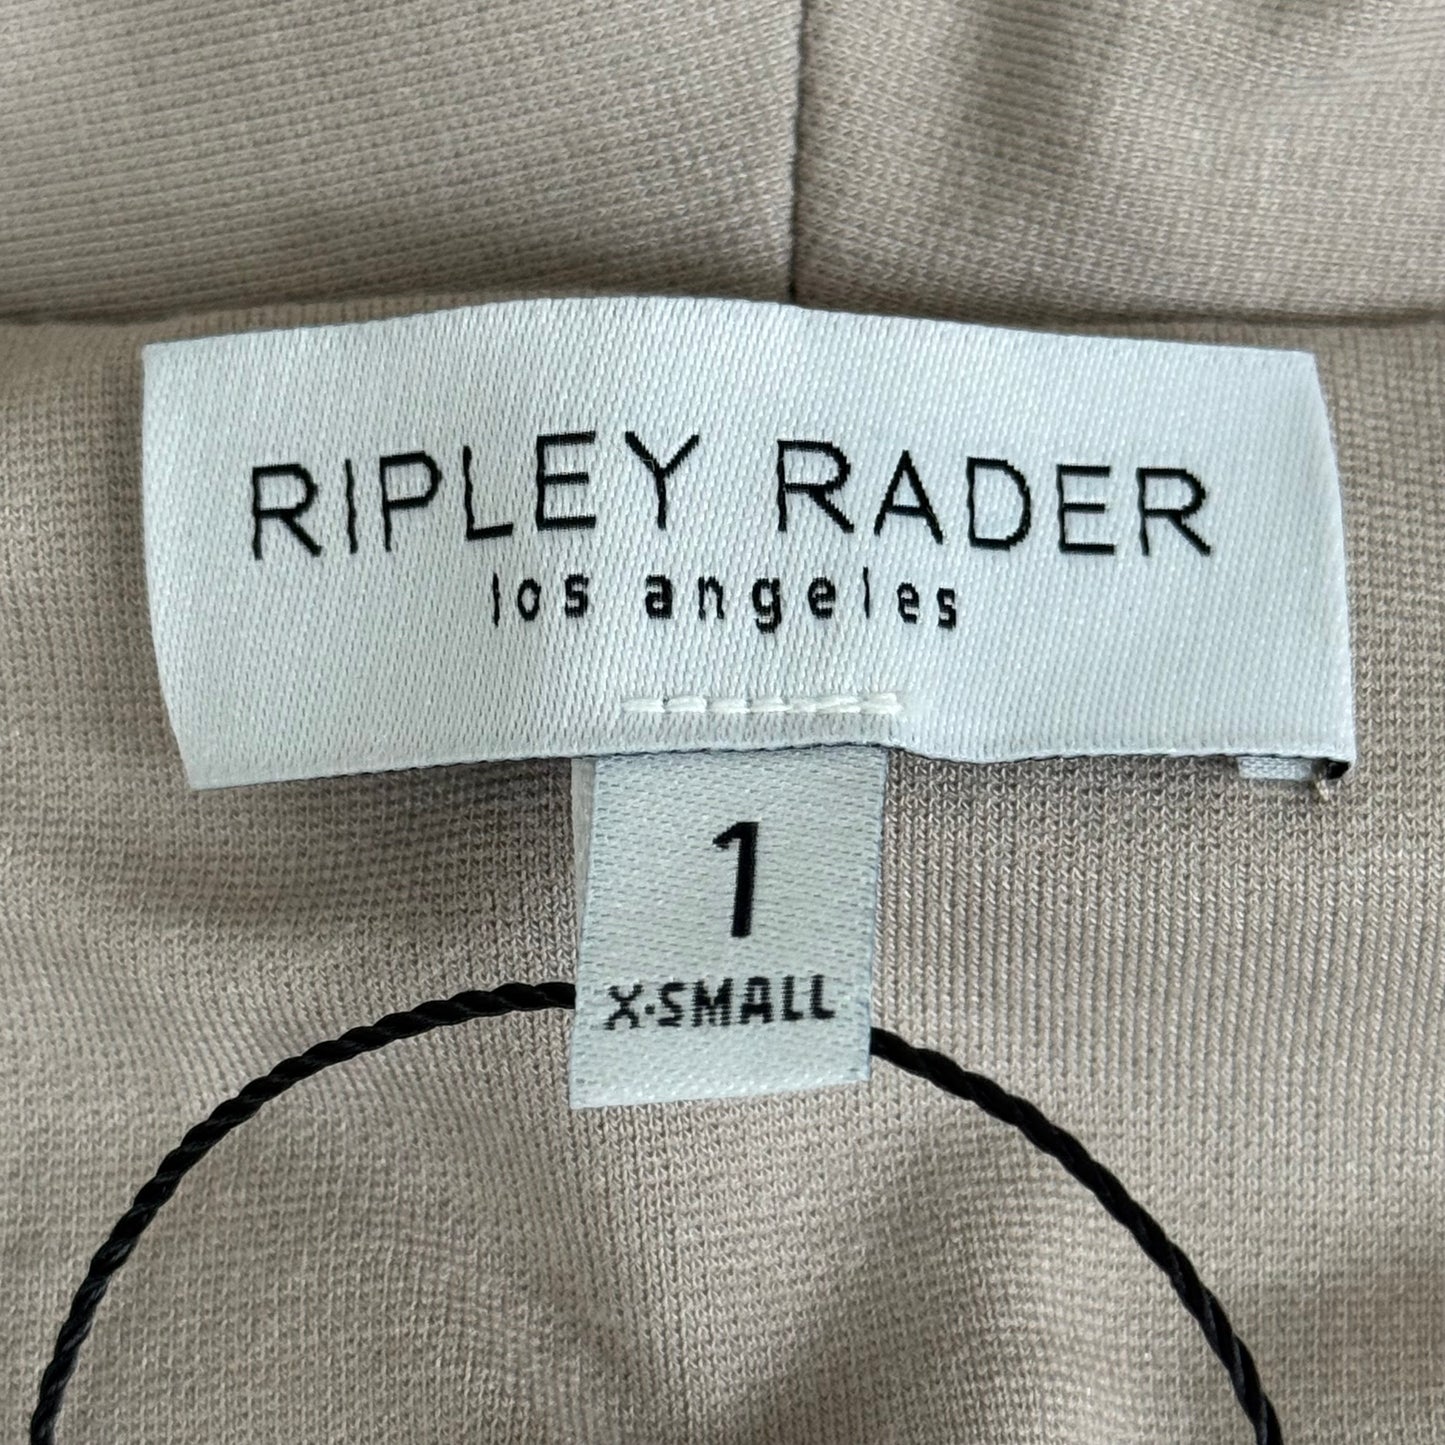 RIPLEY RADER
los angeles
1
X-SMALL